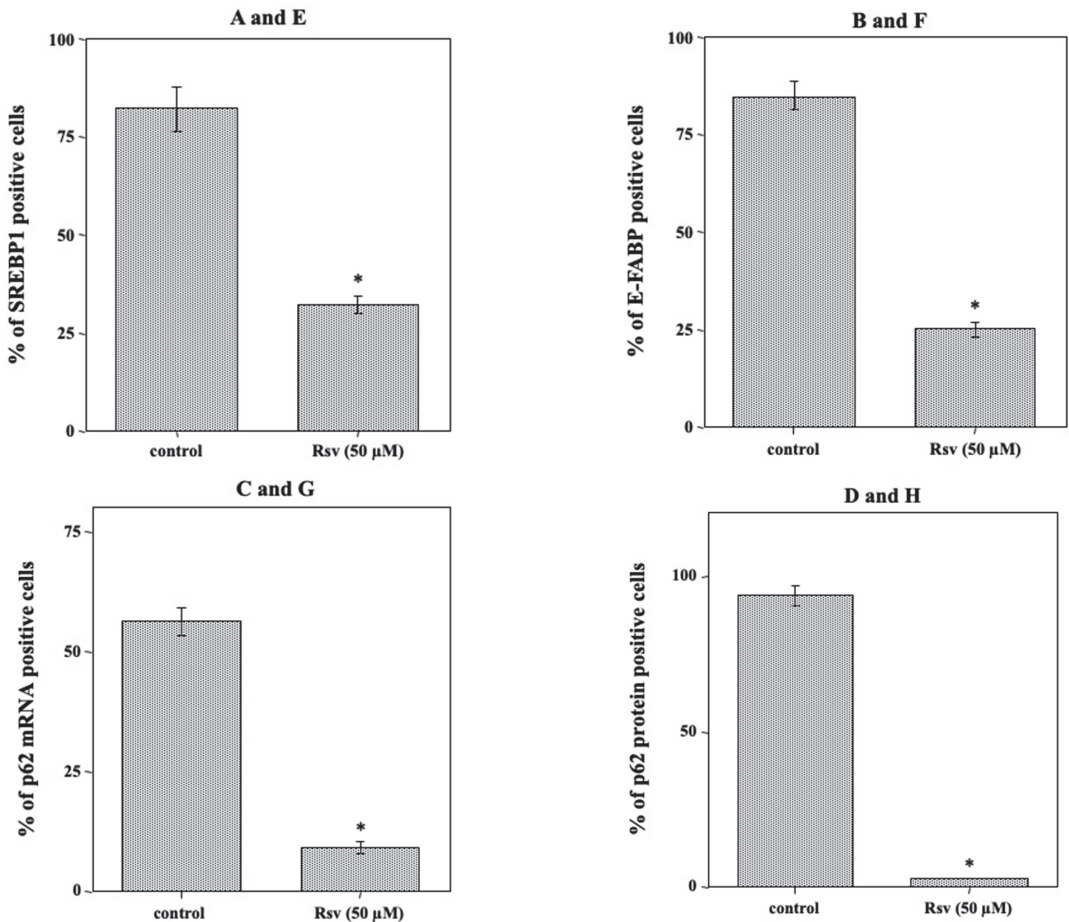 A and E
% of SREBP1 positive cells
100
75
50
25
0
*
control
Rsv (50 µM)
B and F
% of E-FABP positive cells
100
75
50
25
0
*
control
Rsv (50 µM)
C and G
% of p62 mRNA positive cells
75
50
25
0
*
control
Rsv (50 µM)
D and H
% of p62 protein positive cells
100
50
0
*
control
Rsv (50 µM)